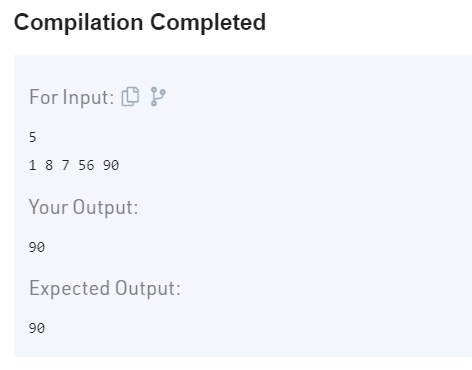 Compilation Completed
For Input:
5
1 8 7 56 90
Your Output:
90
Expected Output:
90